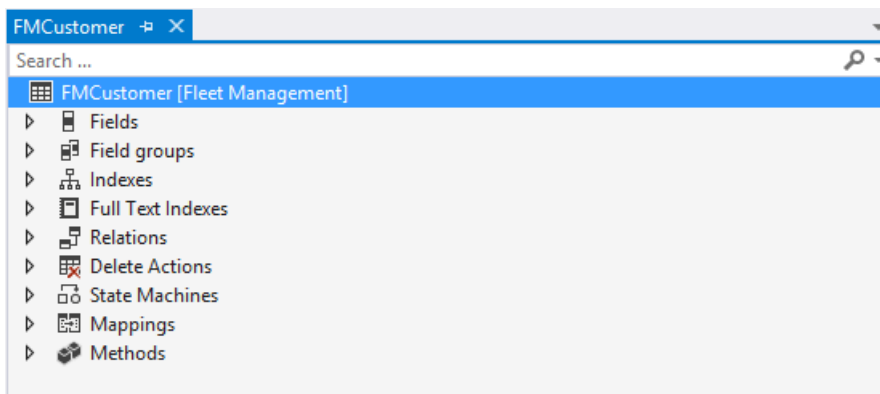 FMCustomer
Search ...
FMCustomer [Fleet Management]
Fields
Field groups
Indexes
Full Text Indexes
Relations
Delete Actions
State Machines
Mappings
Methods